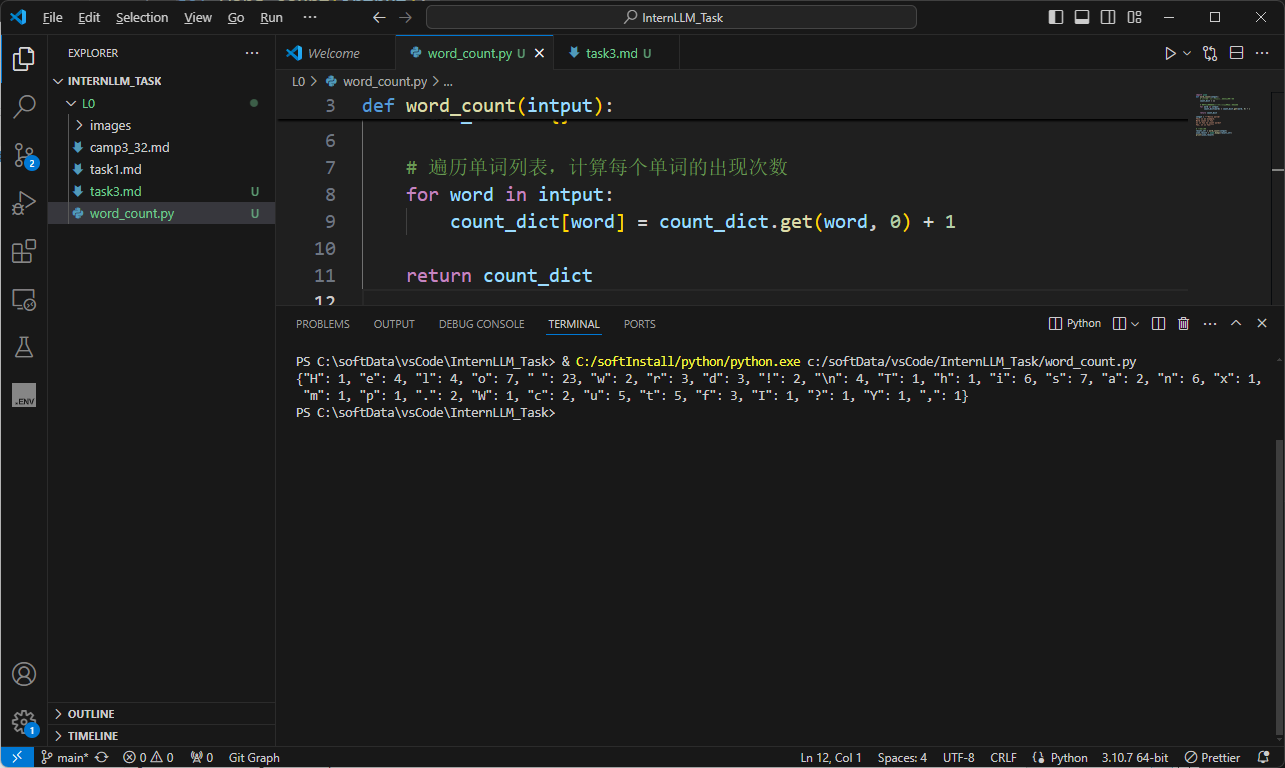 File Edit Selection View Go Run ··· InternLLM_Task
EXPLORER ···
INTERNLLM_TASK
L0
images
camp3_32.md
task1.md
task3.md U
word_count.py U
OUTLINE
TIMELINE
Welcome word_count.py U task3.md U
L0 > word_count.py > ...
3 def word_count(intput):
6
7 # 遍历单词列表，计算每个单词的出现次数
8 for word in intput:
9 count_dict[word] = count_dict.get(word, 0) + 1
10
11 return count_dict
12
PROBLEMS OUTPUT DEBUG CONSOLE TERMINAL PORTS Python
PS C:\softData\vsCode\InternLLM_Task> & C:/softInstall/python/python.exe c:/softData/vsCode/InternLLM_Task/word_count.py
{"H": 1, "e": 4, "l": 4, "o": 7, " ": 23, "w": 2, "r": 3, "d": 3, "!": 2, "\n": 4, "T": 1, "h": 1, "i": 6, "s": 7, "a": 2, "n": 6, "x": 1,
"m": 1, "p": 1, ".": 2, "W": 1, "c": 2, "u": 5, "t": 5, "f": 3, "I": 1, "?": 1, "Y": 1, ",": 1}
PS C:\softData\vsCode\InternLLM_Task>
2
.ENV
1
main* 0 0 0 Git Graph Ln 12, Col 1 Spaces: 4 UTF-8 CRLF Python 3.10.7 64-bit Prettier